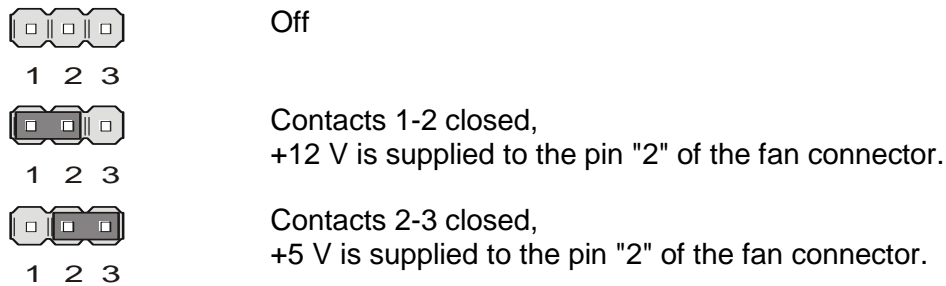 Off
1 2 3
Contacts 1-2 closed,
+12 V is supplied to the pin "2" of the fan connector.
1 2 3
Contacts 2-3 closed,
+5 V is supplied to the pin "2" of the fan connector.
1 2 3